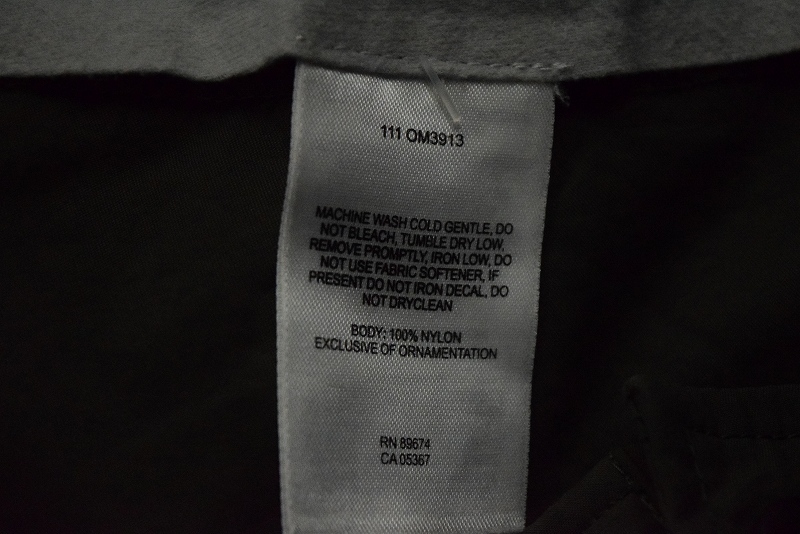 111 OM3913
MACHINE WASH COLD GENTLE, DO
NOT BLEACH, TUMBLE DRY LOW,
REMOVE PROMPTLY, IRON LOW, DO
NOT USE FABRIC SOFTENER, IF
PRESENT DO NOT IRON DECAL, DO
NOT DRYCLEAN
BODY: 100% NYLON
EXCLUSIVE OF ORNAMENTATION
RN 89674
CA 05367